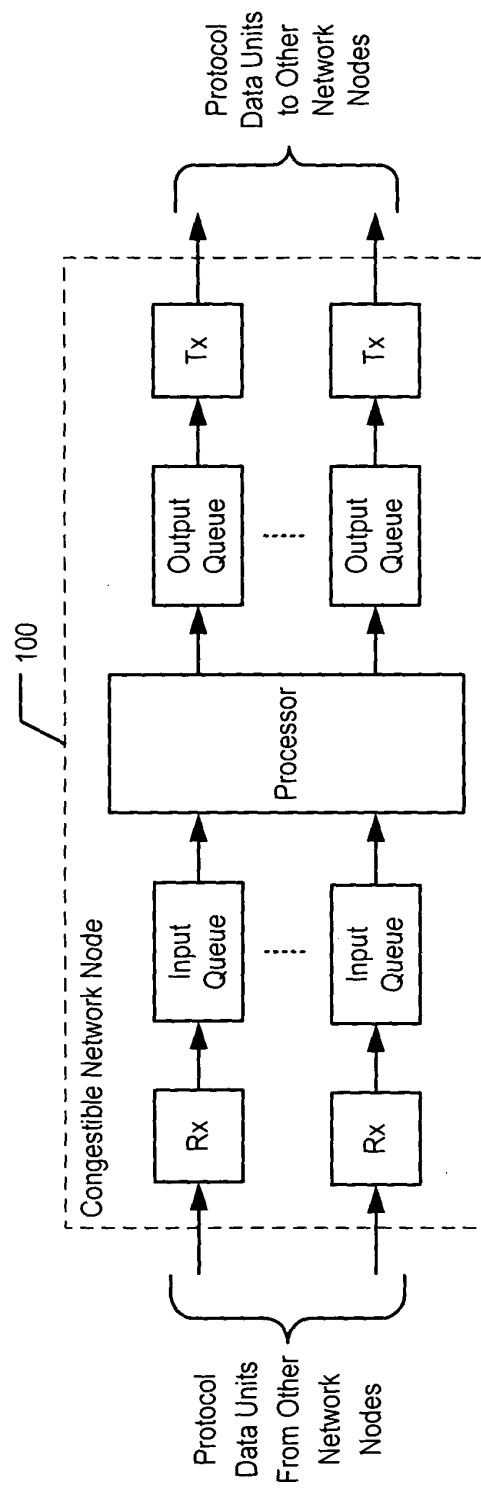 100
Congestible Network Node
Protocol
Data Units
From Other
Network
Nodes
Rx
Input
Queue
Processor
Output
Queue
Tx
Protocol
Data Units
to Other
Network
Nodes
Rx
Input
Queue
Output
Queue
Tx